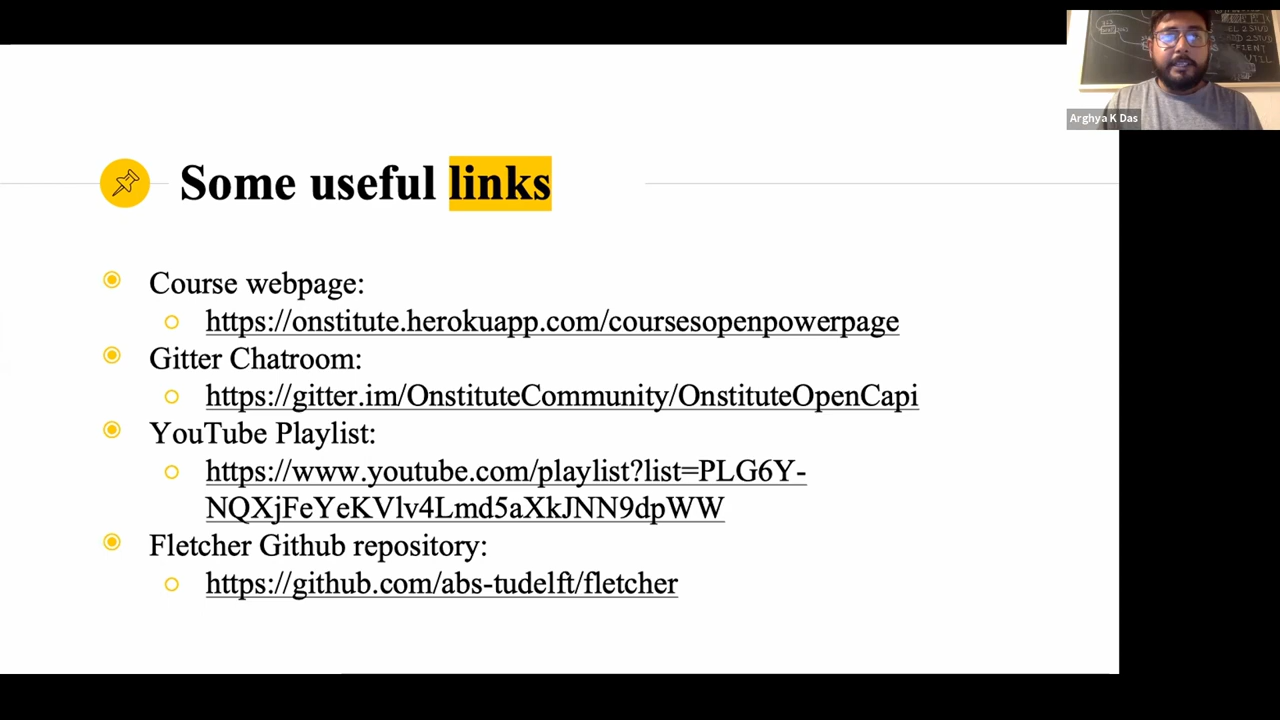 Arghya K Das
Some useful links
Course webpage:
https://onstitute.herokuapp.com/coursesopenpowerpage
Gitter Chatroom:
https://gitter.im/OnstituteCommunity/OnstituteOpenCapi
YouTube Playlist:
https://www.youtube.com/playlist?list=PLG6Y-
NQXjFeYeKVlv4Lmd5aXkJNN9dpWW
Fletcher Github repository:
https://github.com/abs-tudelft/fletcher